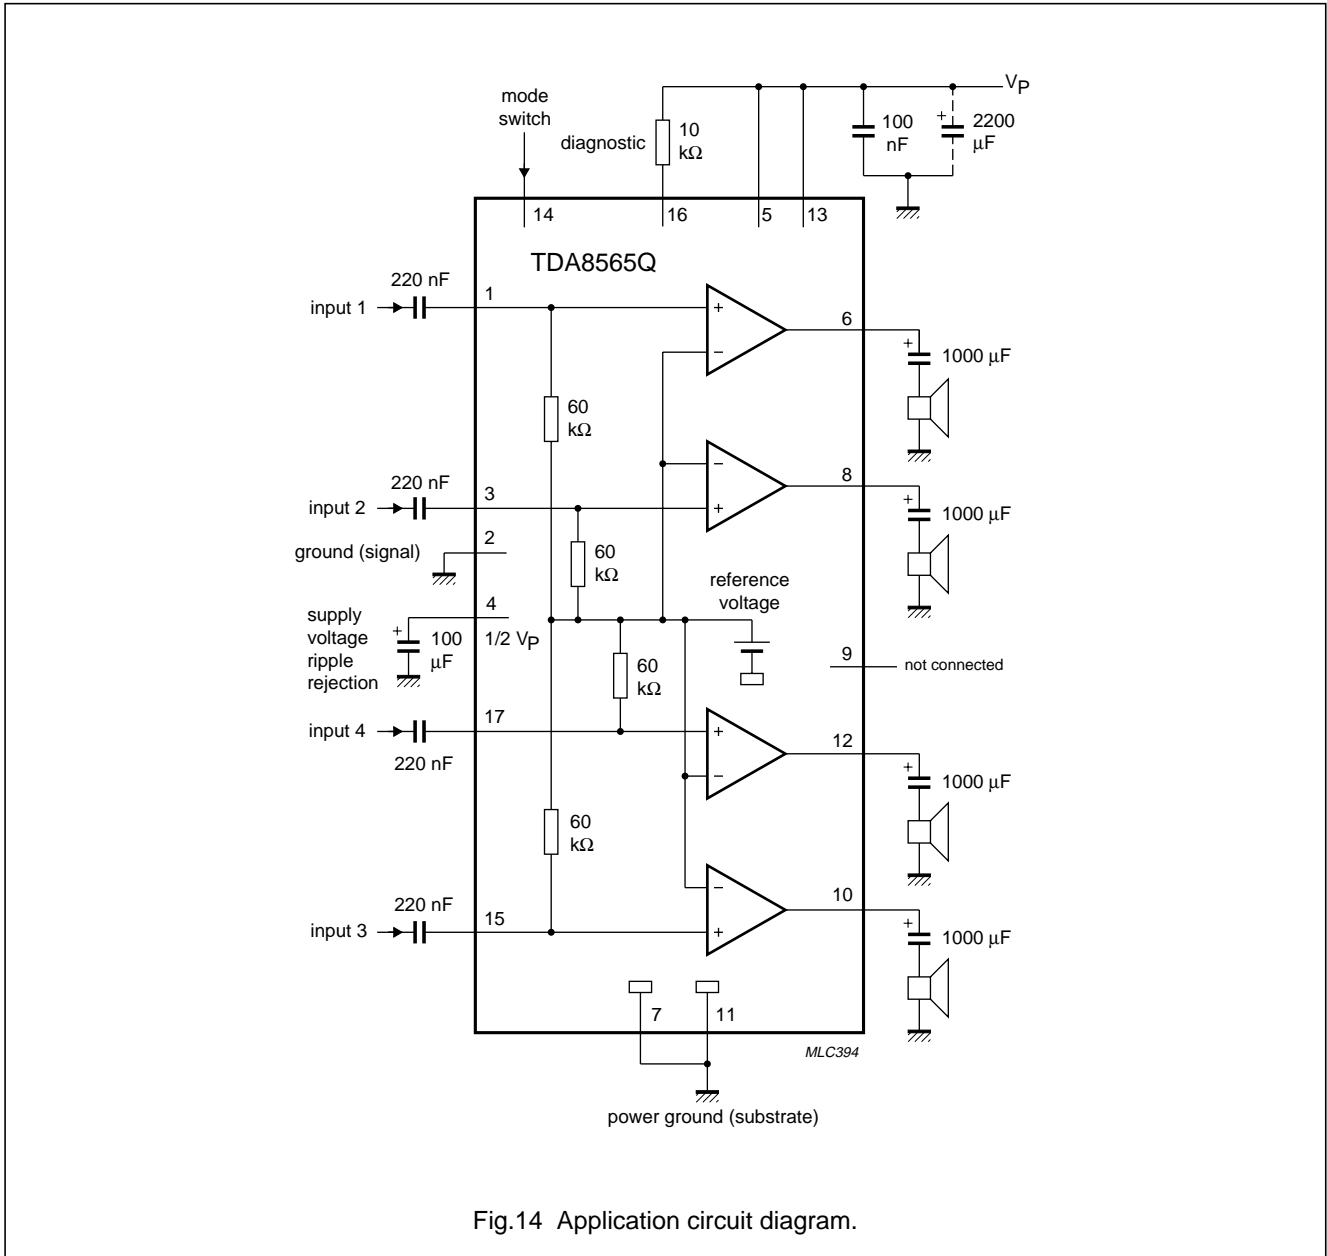 V_P
mode
switch
diagnostic
10
kΩ
100
nF
+
2200
μF
14
16
5
13
TDA8565Q
220 nF
input 1
1
+
−
6
+
1000 μF
60
kΩ
220 nF
input 2
3
−
+
8
+
1000 μF
ground (signal)
2
60
kΩ
reference
voltage
supply
voltage
ripple
rejection
+
100
μF
4
1/2 V_P
60
kΩ
9
not connected
input 4
17
220 nF
+
−
12
+
1000 μF
60
kΩ
220 nF
input 3
15
−
+
10
+
1000 μF
7
11
MLC394
power ground (substrate)
Fig.14 Application circuit diagram.